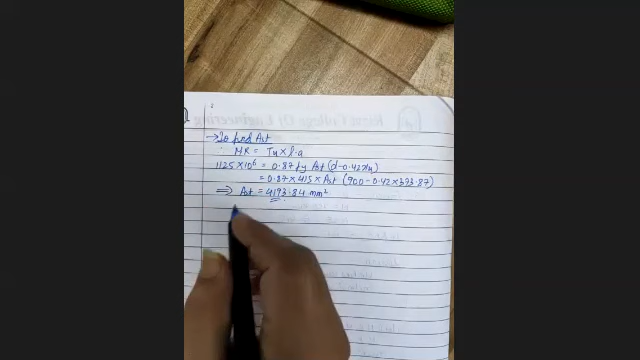 → To find Ast
∴ MR = Tu × l.a
1125 × 10⁶ = 0.87 fy Ast (d-0.42xu)
= 0.87 × 415 × Ast (900-0.42×393.87)
⇒ Ast = 4193.84 mm²